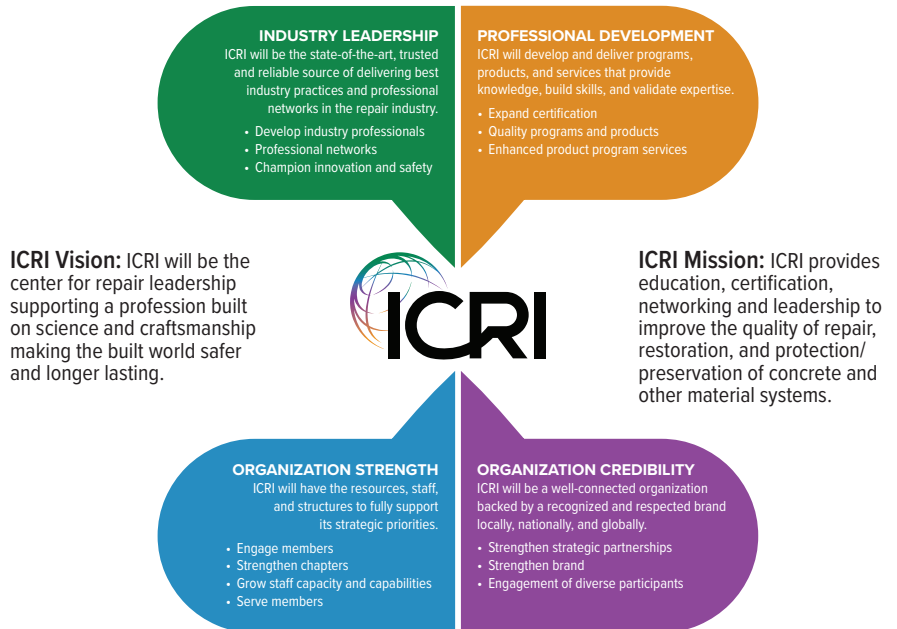 INDUSTRY LEADERSHIP
ICRI will be the state-of-the-art, trusted
and reliable source of delivering best
industry practices and professional
networks in the repair industry.
• Develop industry professionals
• Professional networks
• Champion innovation and safety
PROFESSIONAL DEVELOPMENT
ICRI will develop and deliver programs,
products, and services that provide
knowledge, build skills, and validate expertise.
• Expand certification
• Quality programs and products
• Enhanced product program services
ICRI Vision: ICRI will be the
center for repair leadership
supporting a profession built
on science and craftsmanship
making the built world safer
and longer lasting.
ICRI
ICRI Mission: ICRI provides
education, certification,
networking and leadership to
improve the quality of repair,
restoration, and protection/
preservation of concrete and
other material systems.
ORGANIZATION STRENGTH
ICRI will have the resources, staff,
and structures to fully support
its strategic priorities.
• Engage members
• Strengthen chapters
• Grow staff capacity and capabilities
• Serve members
ORGANIZATION CREDIBILITY
ICRI will be a well-connected organization
backed by a recognized and respected brand
locally, nationally, and globally.
• Strengthen strategic partnerships
• Strengthen brand
• Engagement of diverse participants